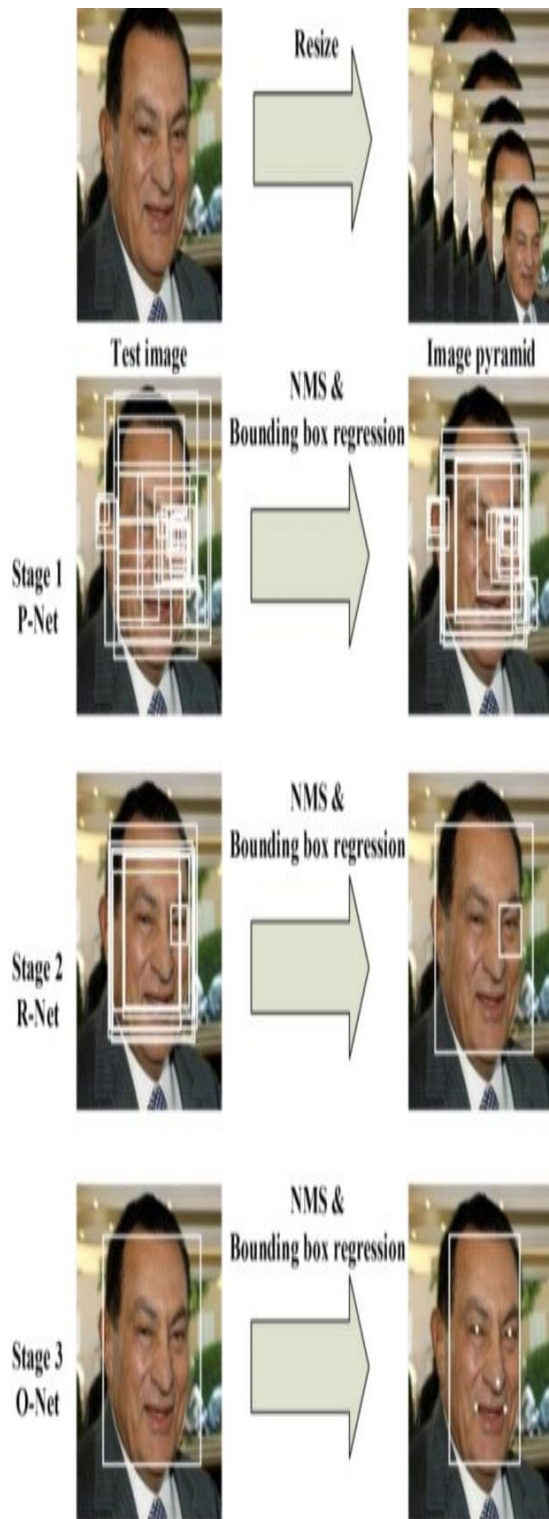 Resize
Test image
Image pyramid
NMS &
Bounding box regression
Stage 1
P-Net
NMS &
Bounding box regression
Stage 2
R-Net
NMS &
Bounding box regression
Stage 3
O-Net